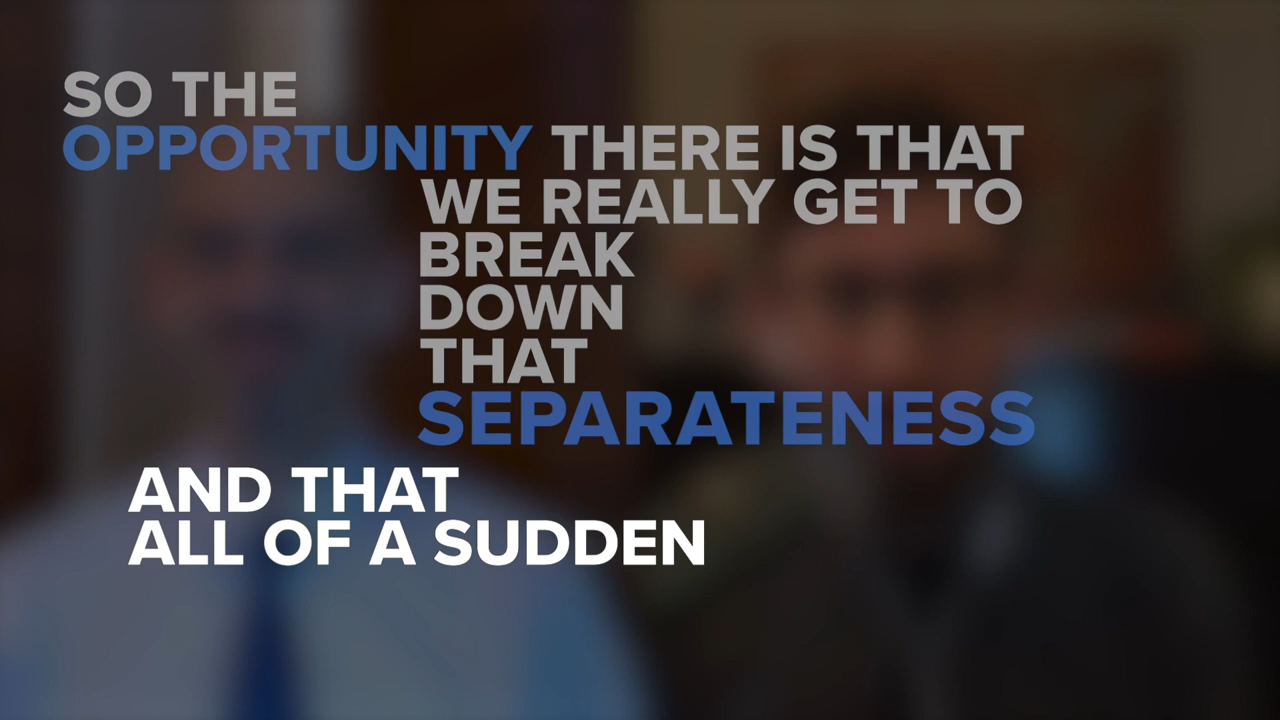 SO THE
OPPORTUNITY THERE IS THAT
WE REALLY GET TO
BREAK
DOWN
THAT
SEPARATENESS
AND THAT
ALL OF A SUDDEN